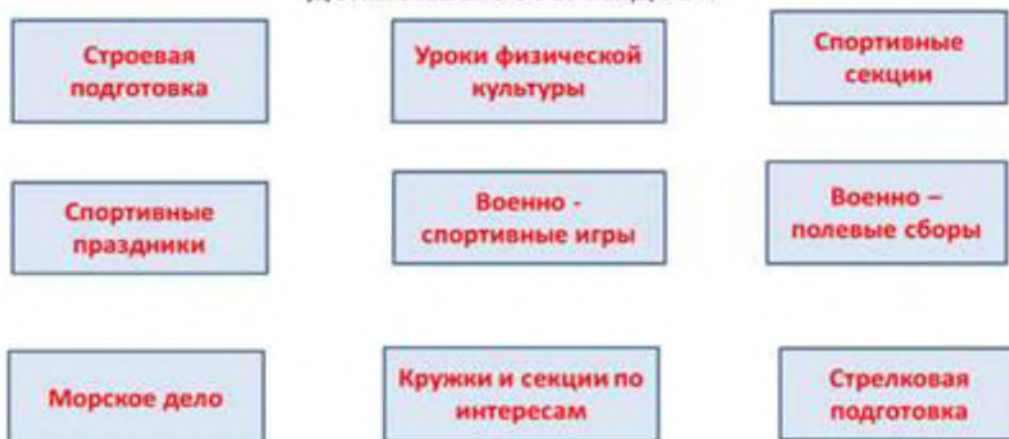 Строевая
подготовка
Уроки физической
культуры
Спортивные
секции
Спортивные
праздники
Военно -
спортивные игры
Военно –
полевые сборы
Морское дело
Кружки и секции по
интересам
Стрелковая
подготовка